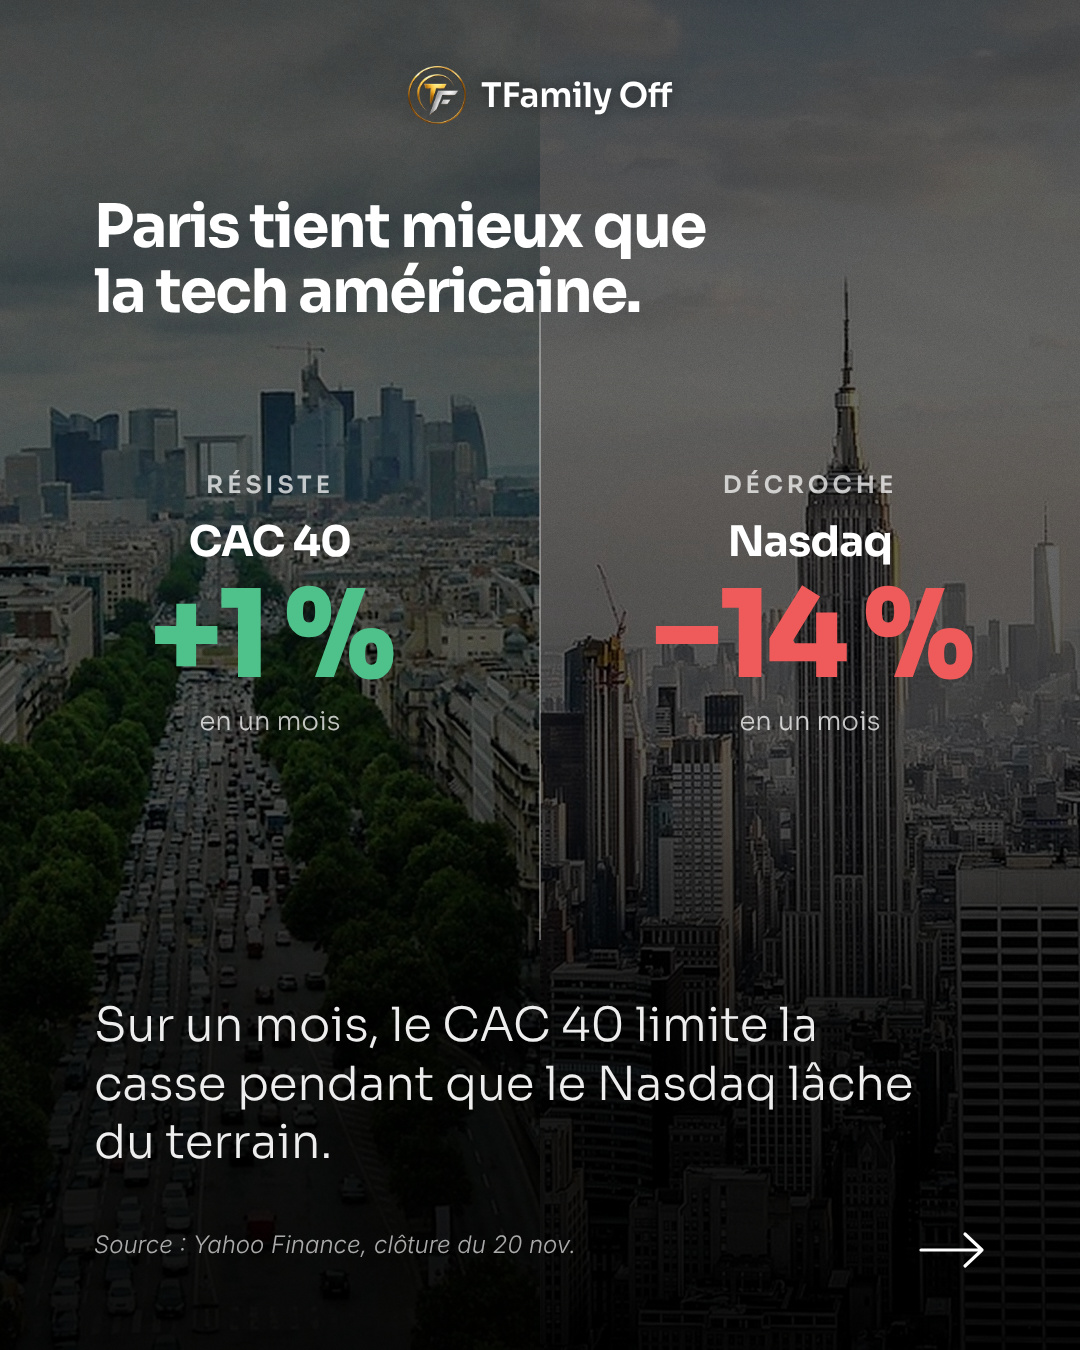 TFamily Off
Paris tient mieux que
la tech américaine.
RÉSISTE
CAC 40
+1 %
en un mois
DÉCROCHE
Nasdaq
−14 %
en un mois
Sur un mois, le CAC 40 limite la
casse pendant que le Nasdaq lâche
du terrain.
Source : Yahoo Finance, clôture du 20 nov.